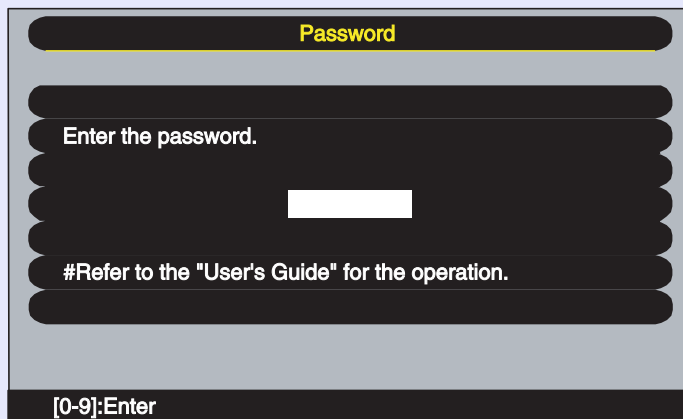 Password
Enter the password.
#Refer to the "User's Guide" for the operation.
[0-9]:Enter